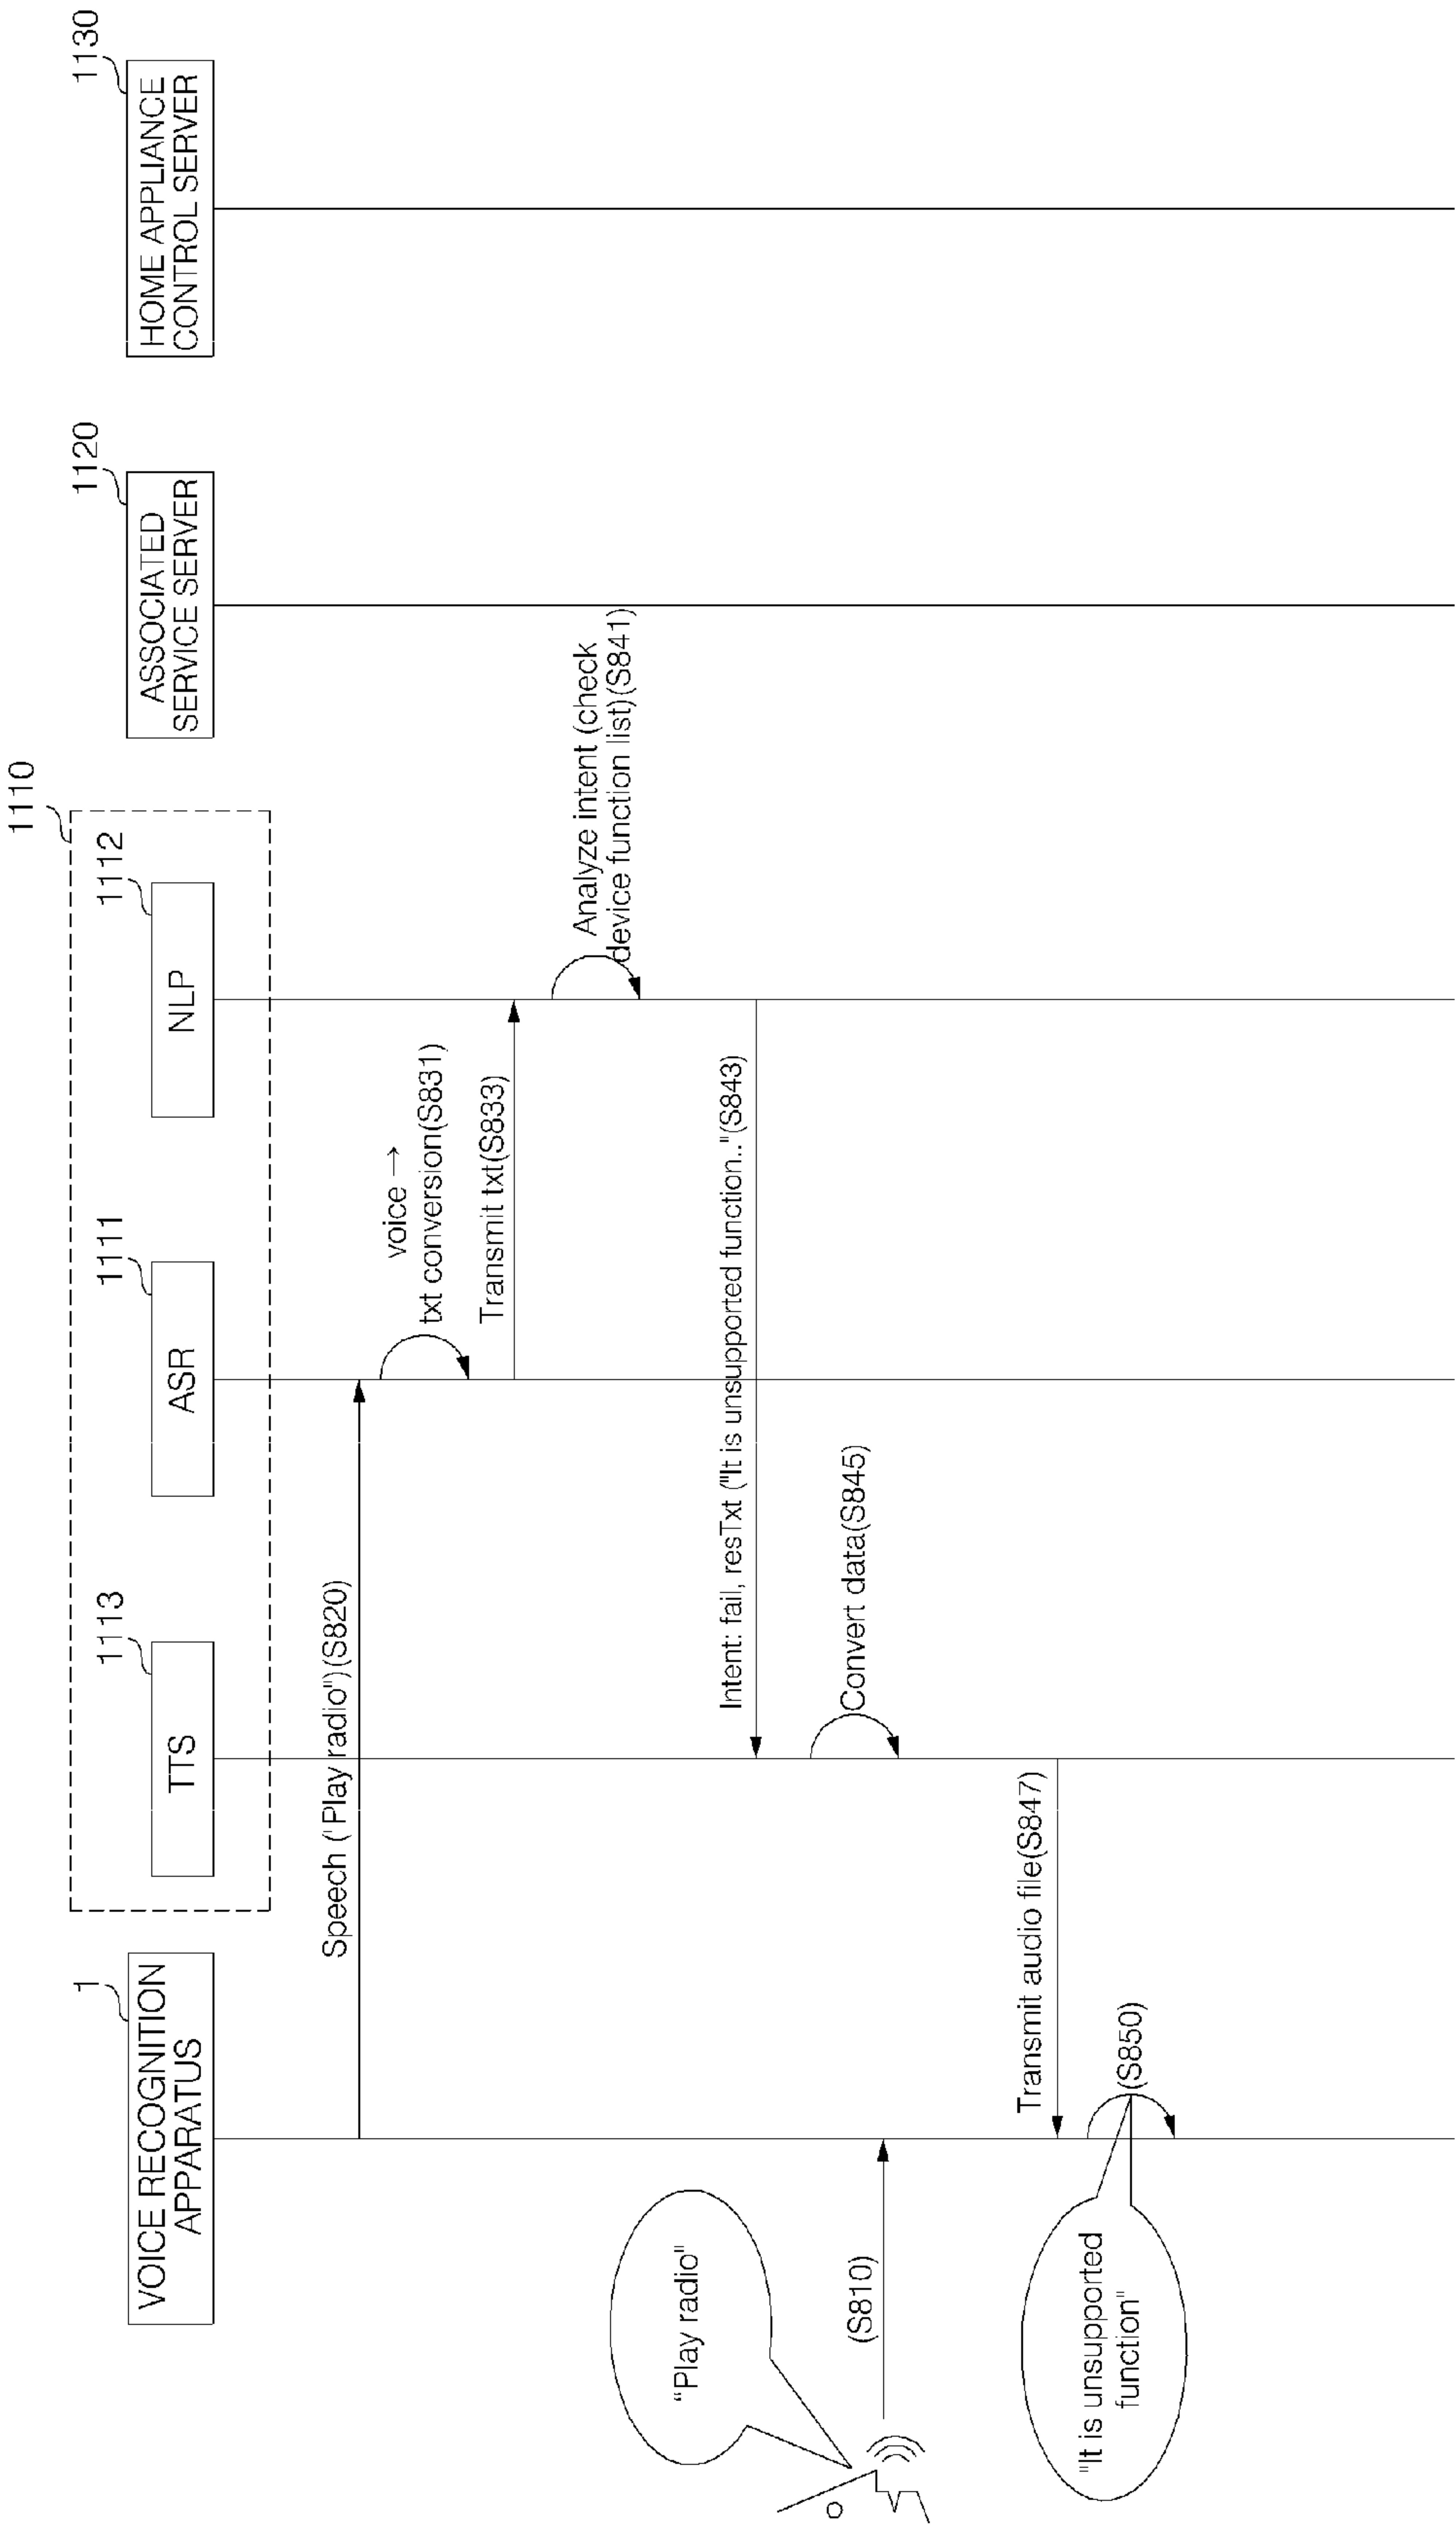 1
VOICE RECOGNITION
APPARATUS
1110
1113
TTS
1111
ASR
1112
NLP
1120
ASSOCIATED
SERVICE SERVER
1130
HOME APPLIANCE
CONTROL SERVER
Speech ('Play radio")(S820)
voice →
txt conversion(S831)
Transmit txt(S833)
Analyze intent (check
device function list)(S841)
"Play radio"
Intent: fail, resTxt ("It is unsupported function.."(S843)
Convert data(S845)
(S810)
Transmit audio file(S847)
(S850)
"It is unsupported
function"